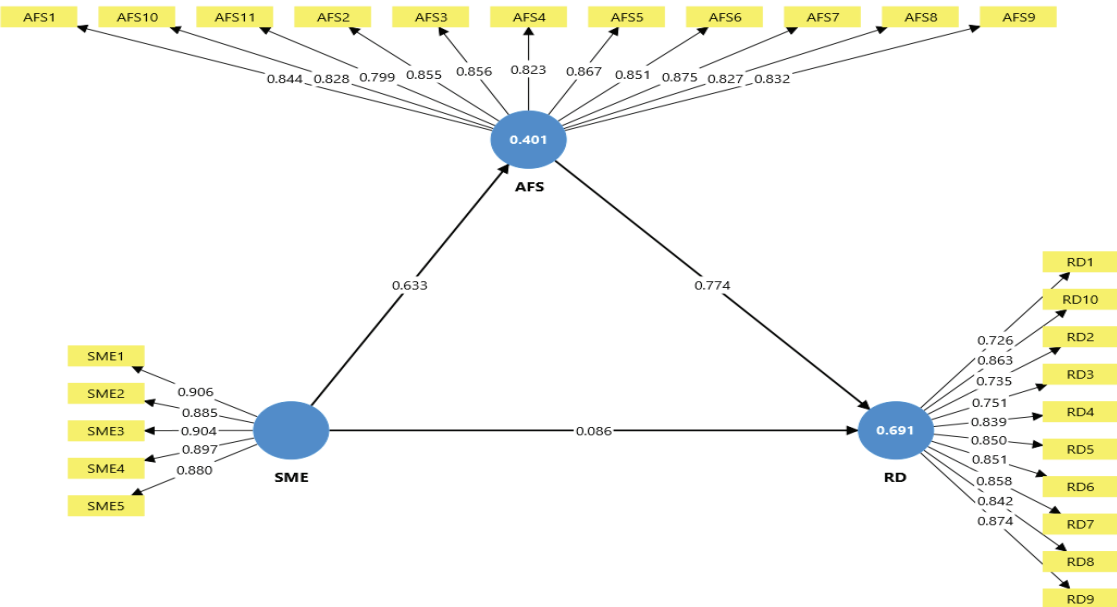 AFS1 AFS10 AFS11 AFS2 AFS3 AFS4 AFS5 AFS6 AFS7 AFS8 AFS9
0.844 0.828 0.799 0.855 0.856 0.823 0.867 0.851 0.875 0.827 0.832
0.401
AFS
0.633 0.774
SME1
SME2
SME3
SME4
SME5
0.906
0.885
0.904
0.897
0.880
SME
0.086
0.691
RD
0.726
0.863
0.735
0.751
0.839
0.850
0.851
0.858
0.842
0.874
RD1
RD10
RD2
RD3
RD4
RD5
RD6
RD7
RD8
RD9